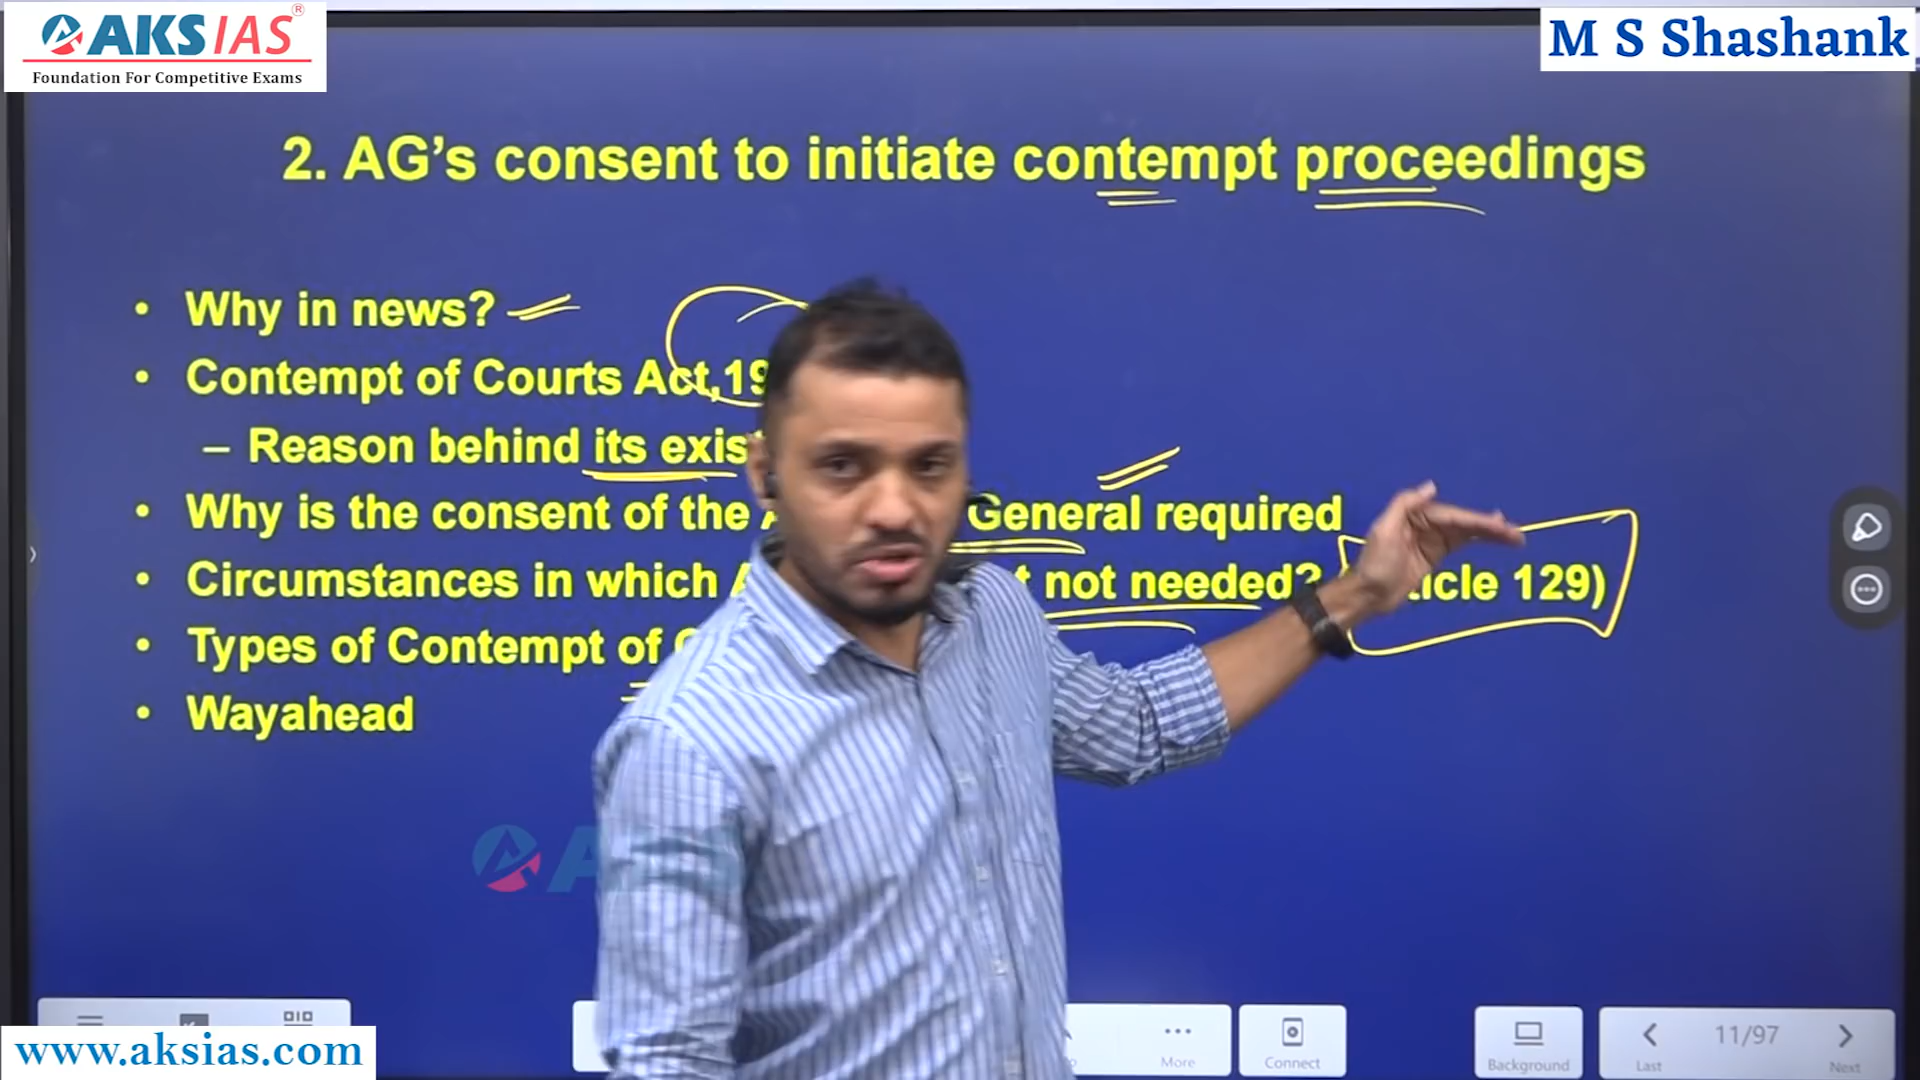 AKS IAS ®
Foundation For Competitive Exams
M S Shashank
2. AG's consent to initiate contempt proceedings
• Why in news?
• Contempt of Courts Act,19
– Reason behind its exis
• Why is the consent of the General required
• Circumstances in which not needed? 129)
• Types of Contempt of
• Wayahead
More
Connect
Background
11/97
Last
Next
www.aksias.com